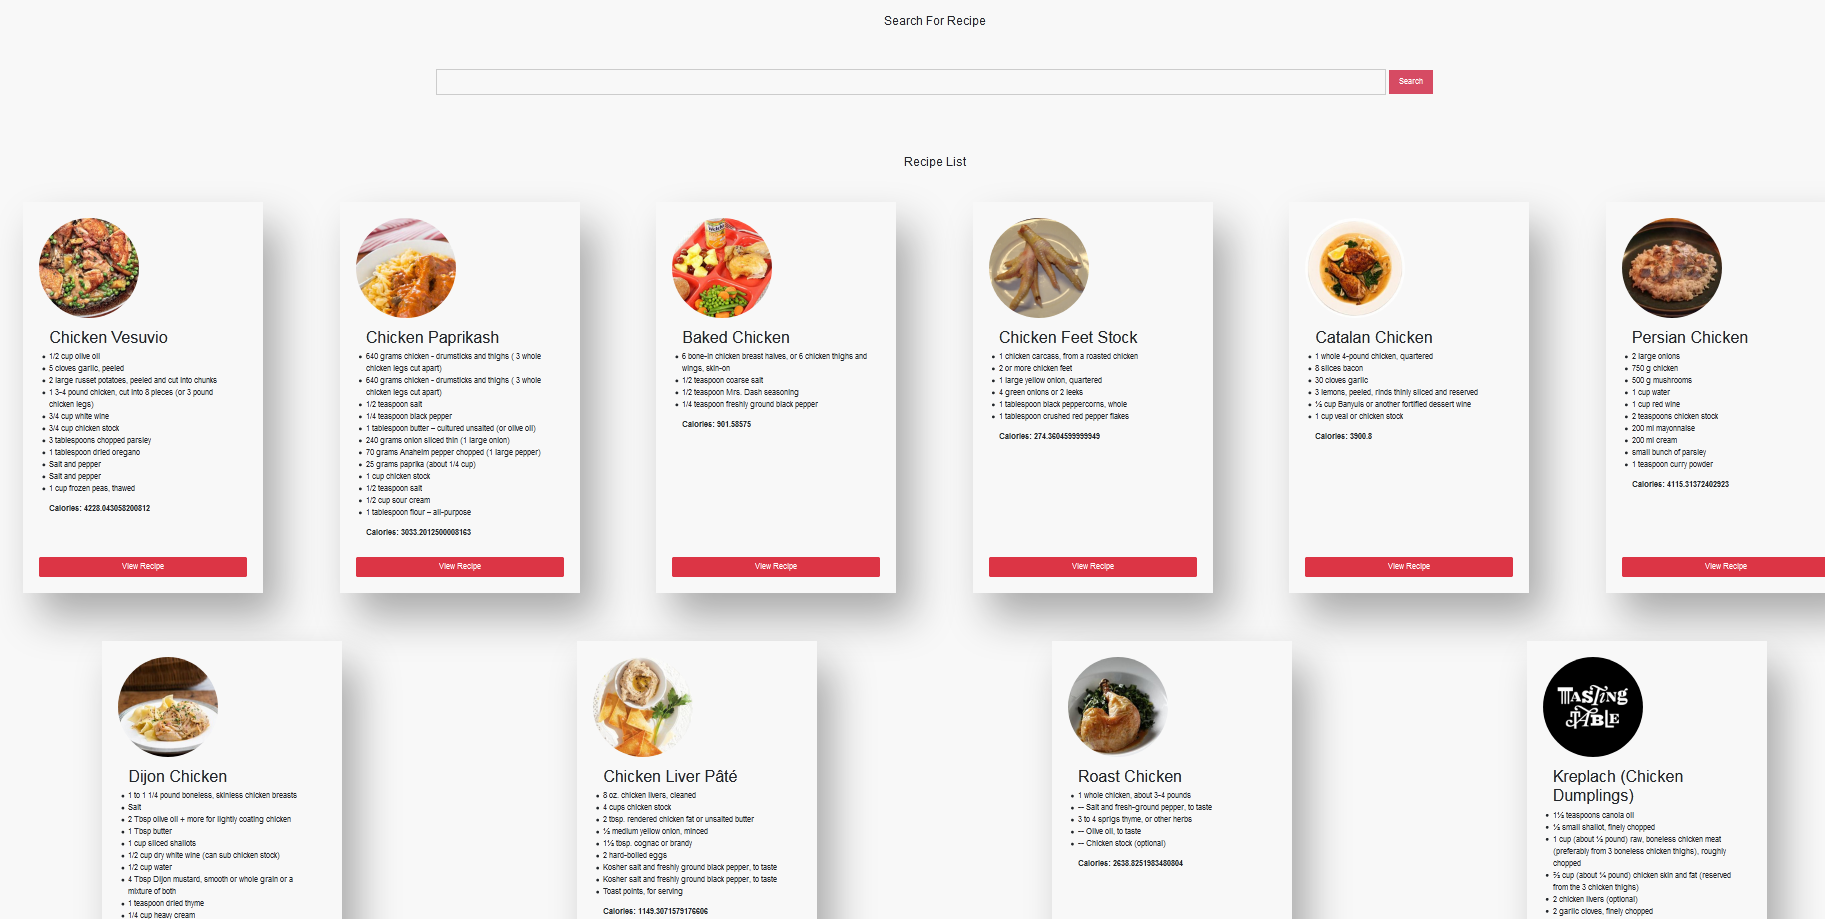 Search For Recipe
Search
Recipe List
Chicken Vesuvio
1/2 cup olive oil
5 cloves garlic, peeled
2 large russet potatoes, peeled and cut into chunks
1 3-4 pound chicken, cut into 8 pieces (or 3 pound
chicken legs)
3/4 cup white wine
3/4 cup chicken stock
3 tablespoons chopped parsley
1 tablespoon dried oregano
Salt and pepper
Salt and pepper
1 cup frozen peas, thawed
Calories: 4228.043058200812
View Recipe
Chicken Paprikash
640 grams chicken - drumsticks and thighs ( 3 whole
chicken legs cut apart)
640 grams chicken - drumsticks and thighs ( 3 whole
chicken legs cut apart)
1/2 teaspoon salt
1/4 teaspoon black pepper
1 tablespoon butter – cultured unsalted (or olive oil)
240 grams onion sliced thin (1 large onion)
70 grams Anaheim pepper chopped (1 large pepper)
25 grams paprika (about 1/4 cup)
1 cup chicken stock
1/2 teaspoon salt
1/2 cup sour cream
1 tablespoon flour – all-purpose
Calories: 3033.2012500008163
View Recipe
Baked Chicken
6 bone-in chicken breast halves, or 6 chicken thighs and
wings, skin-on
1/2 teaspoon coarse salt
1/2 teaspoon Mrs. Dash seasoning
1/4 teaspoon freshly ground black pepper
Calories: 901.58575
View Recipe
Chicken Feet Stock
1 chicken carcass, from a roasted chicken
2 or more chicken feet
1 large yellow onion, quartered
4 green onions or 2 leeks
1 tablespoon black peppercorns, whole
1 tablespoon crushed red pepper flakes
Calories: 274.3604599999949
View Recipe
Catalan Chicken
1 whole 4-pound chicken, quartered
8 slices bacon
30 cloves garlic
3 lemons, peeled, rinds thinly sliced and reserved
½ cup Banyuls or another fortified dessert wine
1 cup veal or chicken stock
Calories: 3900.8
View Recipe
Persian Chicken
2 large onions
750 g chicken
500 g mushrooms
1 cup water
1 cup red wine
2 teaspoons chicken stock
200 ml mayonnaise
200 ml cream
small bunch of parsley
1 teaspoon curry powder
Calories: 4115.31372402923
View Recipe
Dijon Chicken
1 to 1 1/4 pound boneless, skinless chicken breasts
Salt
2 Tbsp olive oil + more for lightly coating chicken
1 Tbsp butter
1 cup sliced shallots
1/2 cup dry white wine (can sub chicken stock)
1/2 cup water
4 Tbsp Dijon mustard, smooth or whole grain or a
mixture of both
1 teaspoon dried thyme
1/4 cup heavy cream
Chicken Liver Pâté
8 oz. chicken livers, cleaned
4 cups chicken stock
2 tbsp. rendered chicken fat or unsalted butter
½ medium yellow onion, minced
1½ tbsp. cognac or brandy
2 hard-boiled eggs
Kosher salt and freshly ground black pepper, to taste
Kosher salt and freshly ground black pepper, to taste
Toast points, for serving
Calories: 1149.3071579176606
Roast Chicken
1 whole chicken, about 3-4 pounds
-- Salt and fresh-ground pepper, to taste
3 to 4 sprigs thyme, or other herbs
-- Olive oil, to taste
-- Chicken stock (optional)
Calories: 2638.8251983480804
TASTING
TABLE
Kreplach (Chicken
Dumplings)
1½ teaspoons canola oil
½ small shallot, finely chopped
1 cup (about ½ pound) raw, boneless chicken meat
(preferably from 3 boneless chicken thighs), roughly
chopped
⅔ cup (about ¼ pound) chicken skin and fat (reserved
from the 3 chicken thighs)
2 chicken livers (optional)
2 garlic cloves, finely chopped